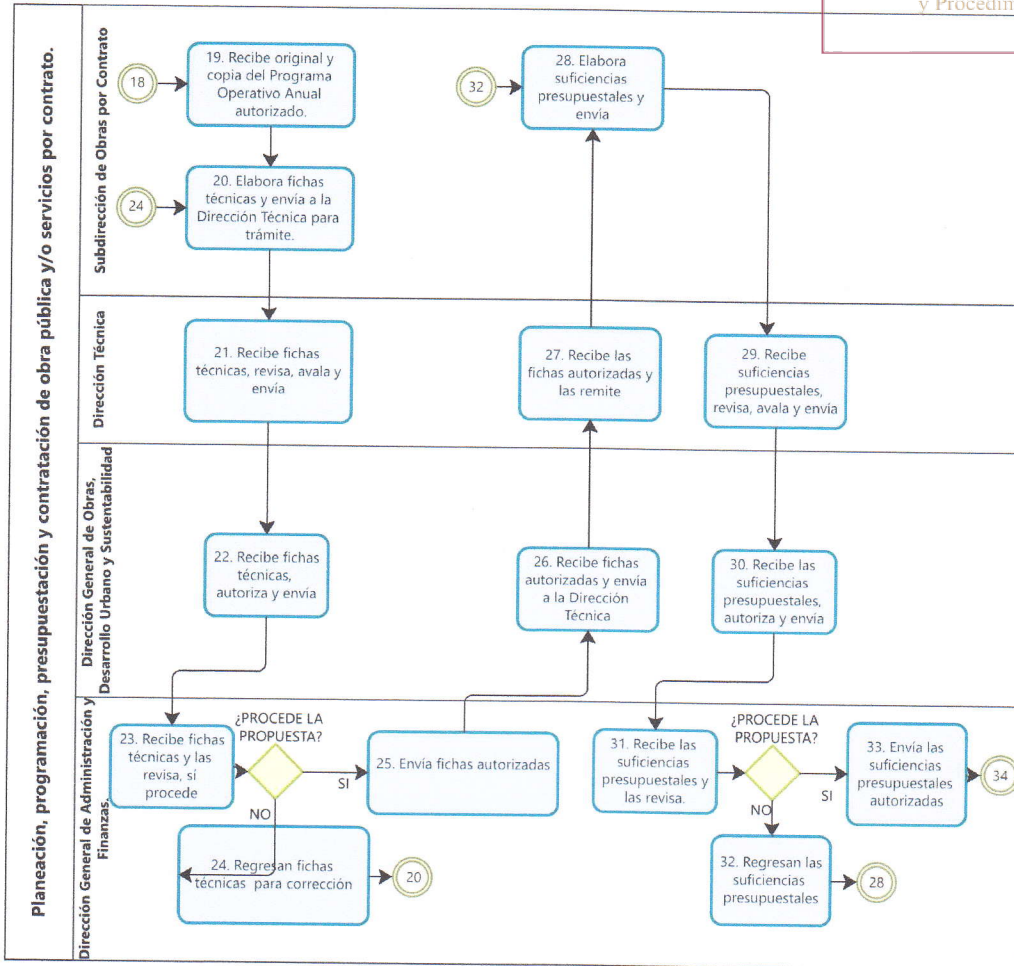 y Procedim
Planeación, programación, presupuestación y contratación de obra pública y/o servicios por contrato.
Subdirección de Obras por Contrato
18
19. Recibe original y
copia del Programa
Operativo Anual
autorizado.
24
20. Elabora fichas
técnicas y envía a la
Dirección Técnica para
trámite.
32
28. Elabora
suficiencias
presupuestales y
envía
Dirección Técnica
21. Recibe fichas
técnicas, revisa, avala y
envía
27. Recibe las
fichas autorizadas y
las remite
29. Recibe
suficiencias
presupuestales,
revisa, avala y envía
Dirección General de Obras,
Desarrollo Urbano y Sustentabilidad
22. Recibe fichas
técnicas,
autoriza y envía
26. Recibe fichas
autorizadas y envía
a la Dirección
Técnica
30. Recibe las
suficiencias
presupuestales,
autoriza y envía
Dirección General de Administración y
Finanzas.
23. Recibe fichas
técnicas y las
revisa, sí
procede
¿PROCEDE LA
PROPUESTA?
SI
NO
25. Envía fichas autorizadas
24. Regresan fichas
técnicas para corrección
20
31. Recibe las
suficiencias
presupuestales y
las revisa.
¿PROCEDE LA
PROPUESTA?
SI
NO
33. Envía las
suficiencias
presupuestales
autorizadas
34
32. Regresan las
suficiencias
presupuestales
28